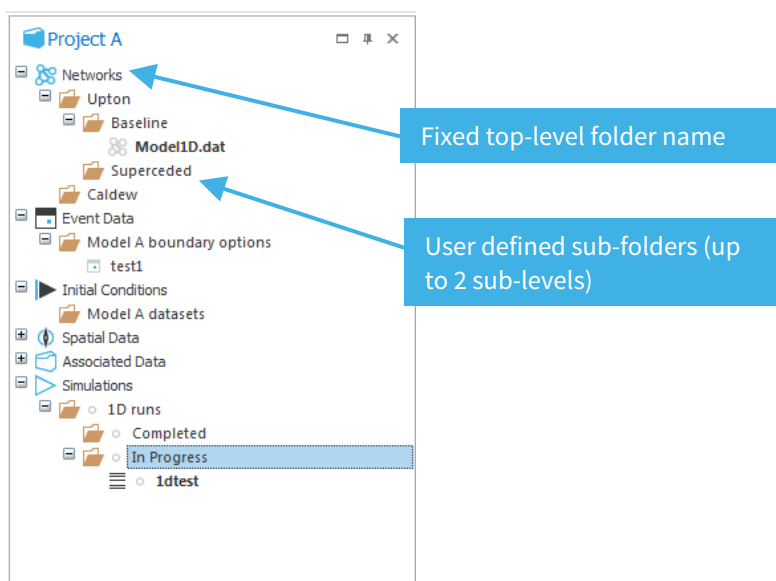 Project A
Networks
Upton
Baseline
Model1D.dat
Superceded
Caldew
Event Data
Model A boundary options
test1
Initial Conditions
Model A datasets
Spatial Data
Associated Data
Simulations
1D runs
Completed
In Progress
1dtest
Fixed top-level folder name
User defined sub-folders (up
to 2 sub-levels)